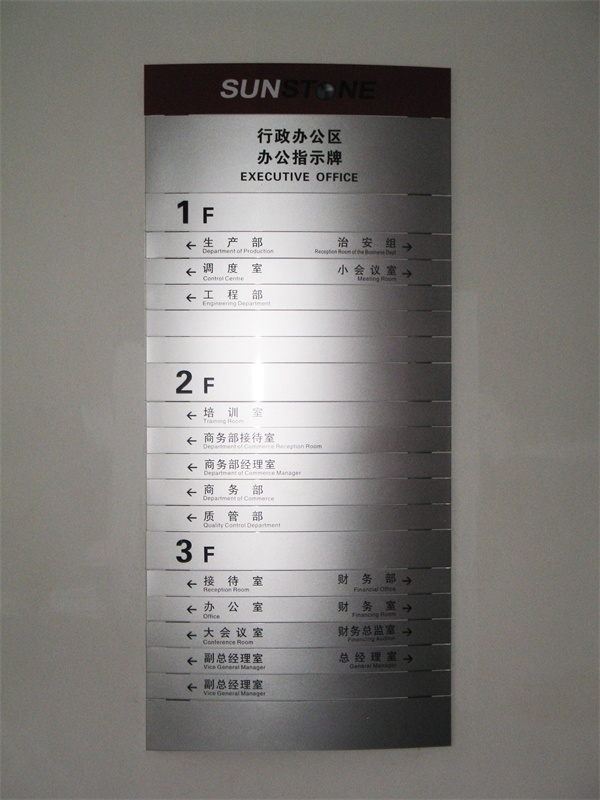 SUNSTONE
行政办公区
办公指示牌
EXECUTIVE OFFICE
1 F
← 生产部 治安组 →
Department of Production Reception Room of the Business Dept
← 调度室 小会议室 →
Control Centre Meeting Room
← 工程部
Engineering Department
2 F
← 培训室
Training Room
← 商务部接待室
Department of Commerce Reception Room
← 商务部经理室
Department of Commerce Manager
← 商务部
Department of Commerce
← 质管部
Quality Control Department
3 F
← 接待室 财务部 →
Reception Room Financial Office
← 办公室 财务室 →
Office Financing Room
← 大会议室 财务总监室 →
Conference Room Financing Auditor
← 副总经理室 总经理室 →
Vice General Manager General Manager
← 副总经理室
Vice General Manager